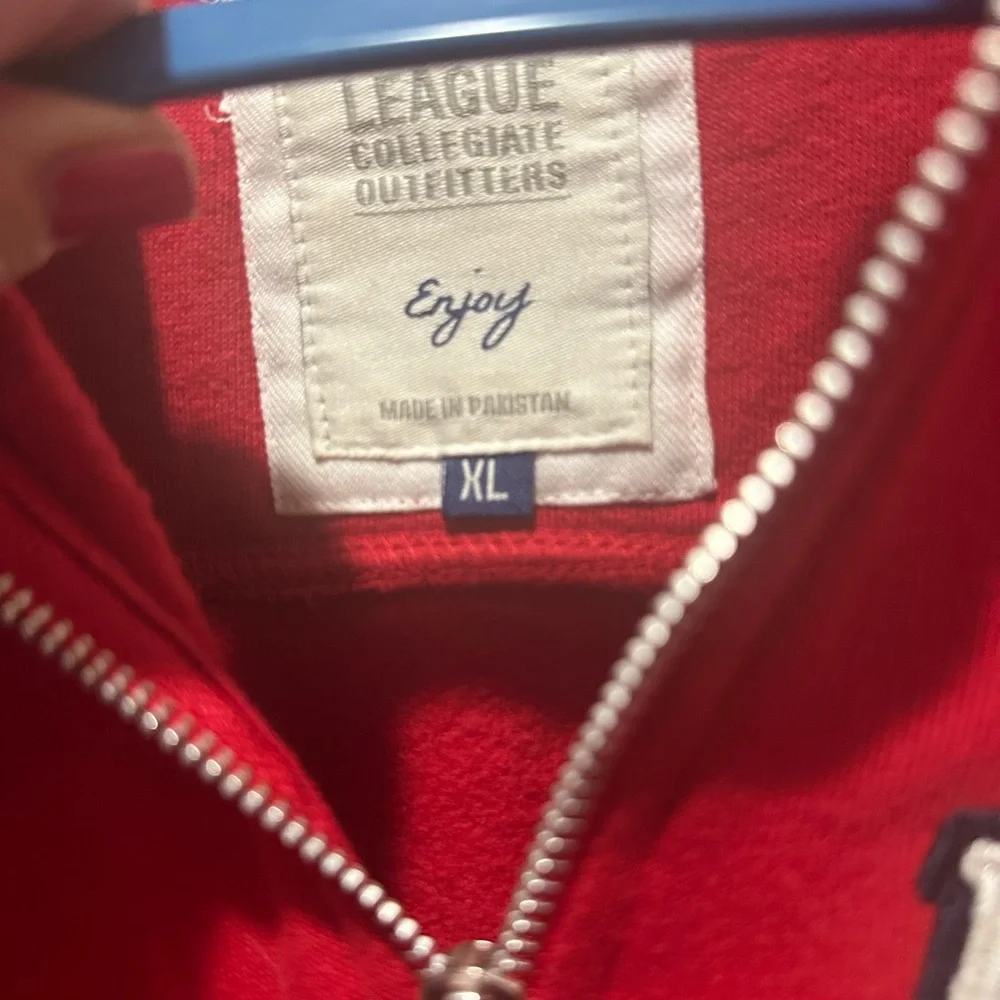 LEAGUE
COLLEGIATE
OUTFITTERS
Enjoy
MADE IN PAKISTAN
XL